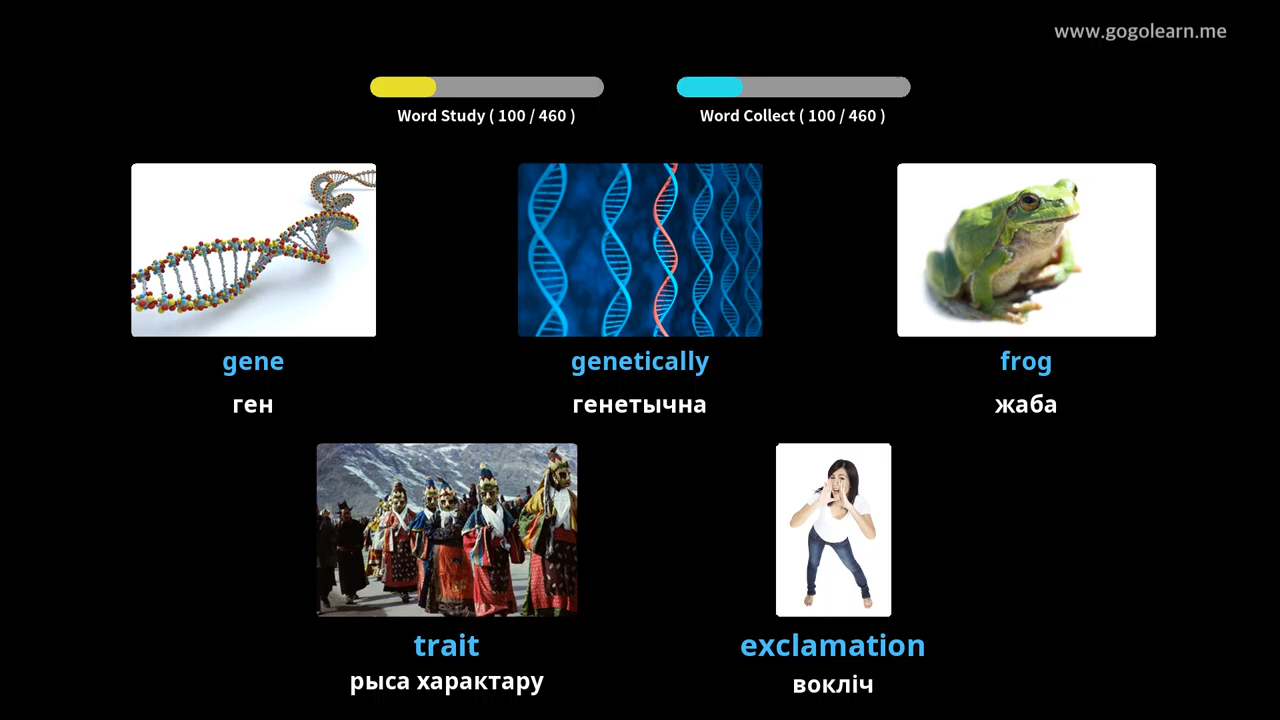 www.gogolearn.me
Word Study ( 100 / 460 )
Word Collect ( 100 / 460 )
gene
genetically
frog
ген
генетычна
жаба
trait
exclamation
рыса характару
вокліч